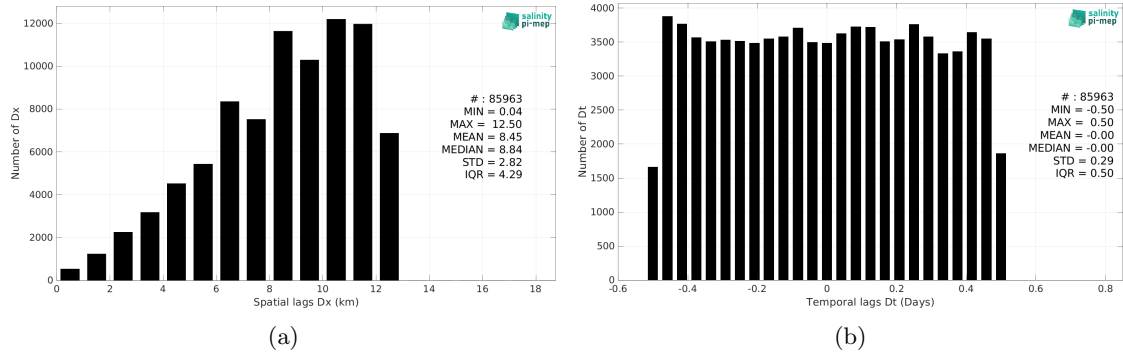 12000
10000
8000
6000
4000
2000
0
Number of Dx
0 2 4 6 8 10 12 14 16 18
Spatial lags Dx (km)
salinity
pi-mep
# : 85963
MIN = 0.04
MAX = 12.50
MEAN = 8.45
MEDIAN = 8.84
STD = 2.82
IQR = 4.29
(a)
4000
3500
3000
2500
2000
1500
1000
500
0
Number of Dt
-0.6 -0.4 -0.2 -0.0 0.2 0.4 0.6 0.8
Temporal lags Dt (Days)
salinity
pi-mep
# : 85963
MIN = -0.50
MAX = 0.50
MEAN = -0.00
MEDIAN = -0.00
STD = 0.29
IQR = 0.50
(b)